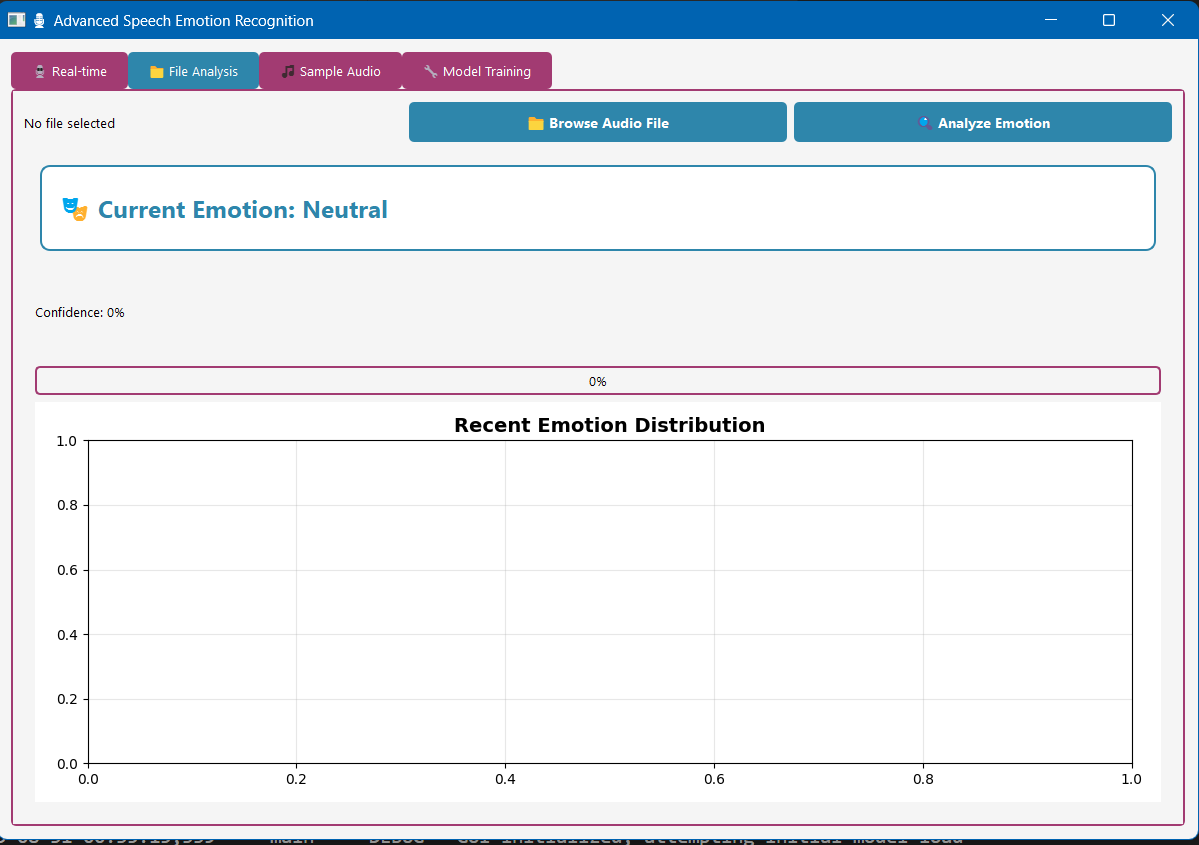 Advanced Speech Emotion Recognition
Real-time File Analysis Sample Audio Model Training
No file selected Browse Audio File Analyze Emotion
Current Emotion: Neutral
Confidence: 0%
0%
Recent Emotion Distribution
1.0
0.8
0.6
0.4
0.2
0.0
0.0 0.2 0.4 0.6 0.8 1.0